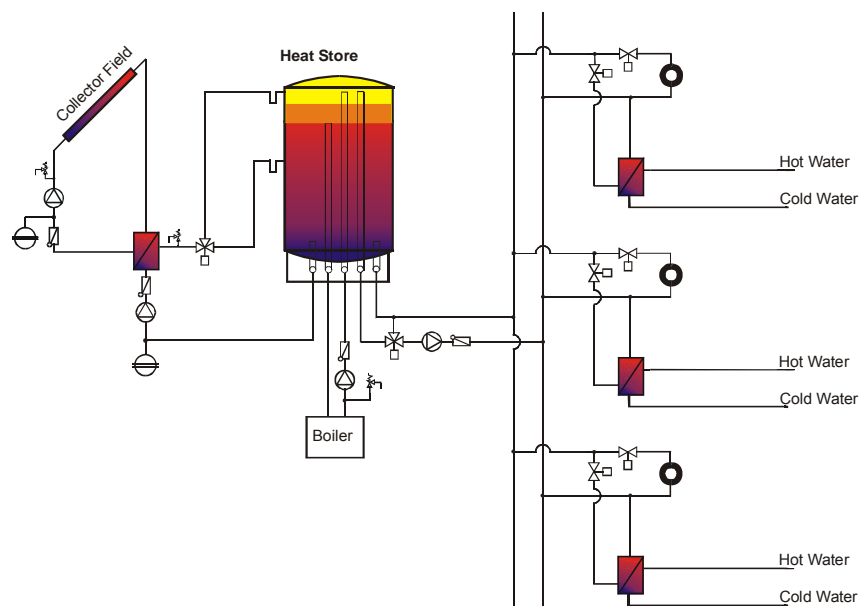 Heat Store
Collector Field
Hot Water
Cold Water
Hot Water
Cold Water
Boiler
Hot Water
Cold Water